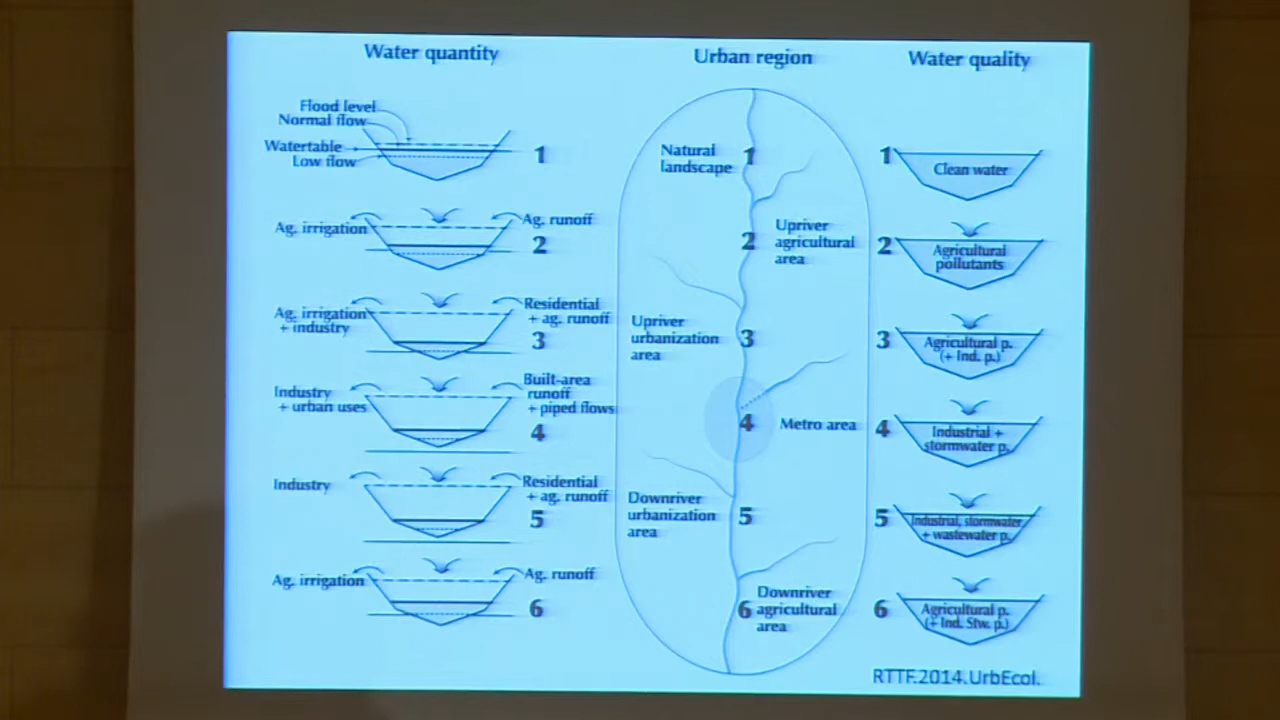 Water quantity
Urban region
Water quality
Flood level
Normal flow
Watertable
Low flow
1
Ag. irrigation
Ag. runoff
2
Ag. irrigation
+ industry
Residential
+ ag. runoff
3
Industry
+ urban uses
Built-area
runoff
+ piped flows
4
Industry
Residential
+ ag. runoff
5
Ag. irrigation
Ag. runoff
6
Natural
landscape
1
2
Upriver
agricultural
area
Upriver
urbanization
area
3
4
Metro area
Downriver
urbanization
area
5
6
Downriver
agricultural
area
1
Clean water
2
Agricultural
pollutants
3
Agricultural p.
(+ Ind. p.)
4
Industrial +
stormwater p.
5
Industrial, stormwater
+ wastewater p.
6
Agricultural p.
(+ Ind. Stw. p.)
RTTF.2014.UrbEcol.